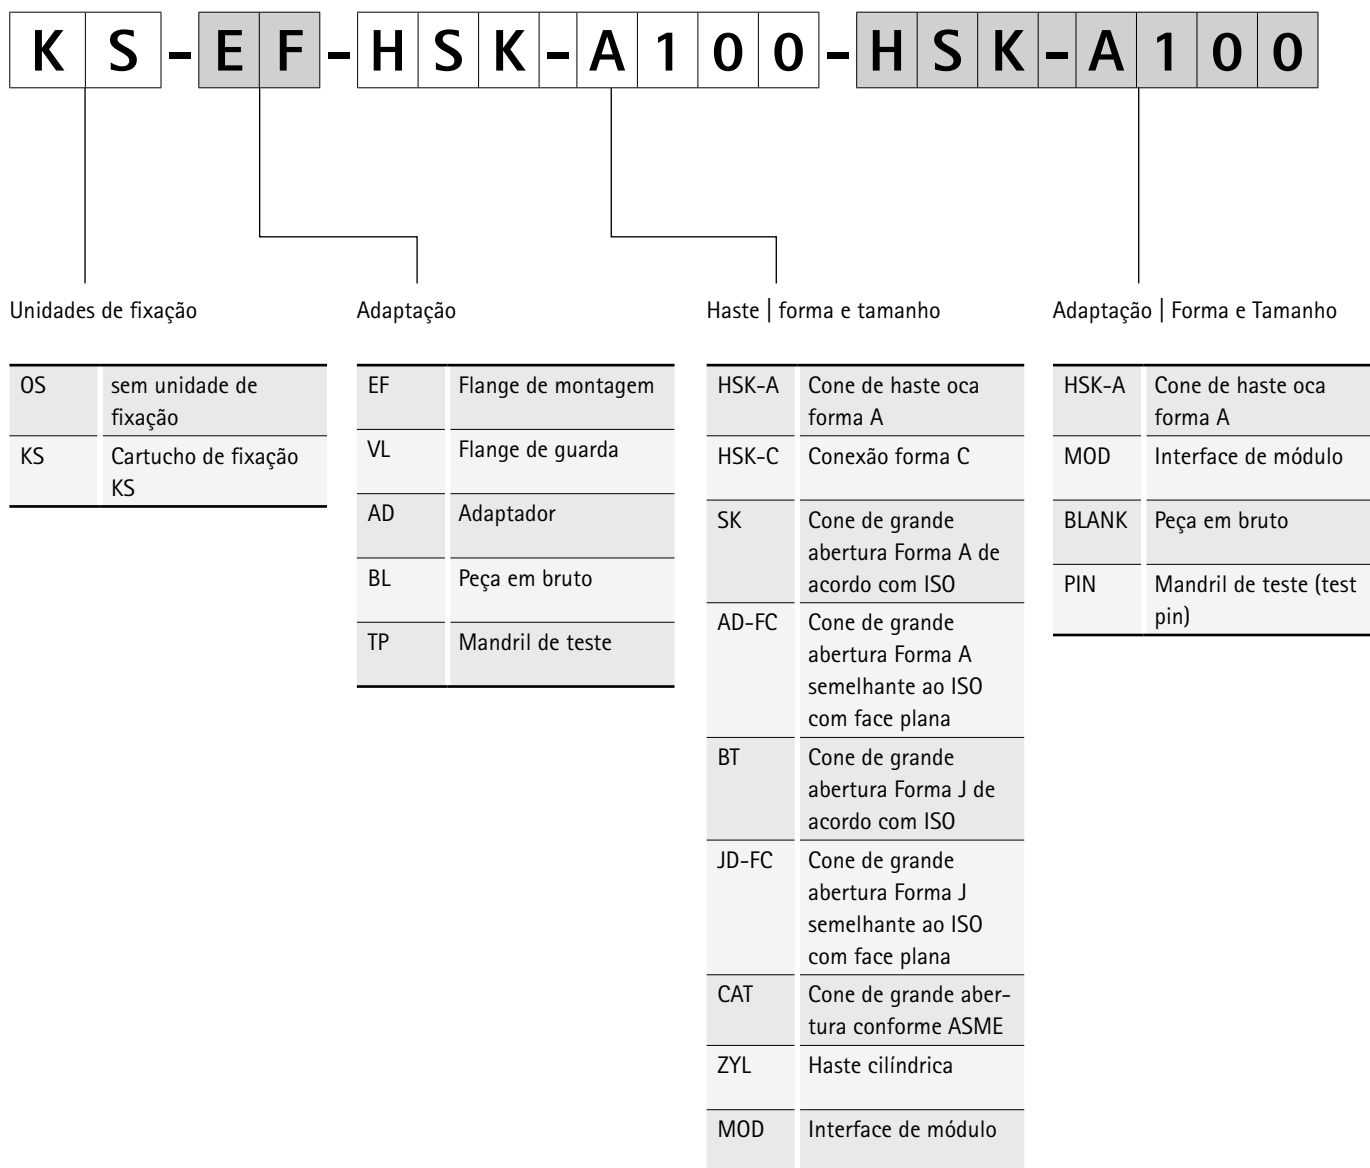 KS-EF-HSK-A100-HSK-A100
Unidades de fixação
OS sem unidade de
fixação
KS Cartucho de fixação
KS
Adaptação
EF Flange de montagem
VL Flange de guarda
AD Adaptador
BL Peça em bruto
TP Mandril de teste
Haste | forma e tamanho
HSK-A Cone de haste oca
forma A
HSK-C Conexão forma C
SK Cone de grande
abertura Forma A de
acordo com ISO
AD-FC Cone de grande
abertura Forma A
semelhante ao ISO
com face plana
BT Cone de grande
abertura Forma J de
acordo com ISO
JD-FC Cone de grande
abertura Forma J
semelhante ao ISO
com face plana
CAT Cone de grande aber-
tura conforme ASME
ZYL Haste cilíndrica
MOD Interface de módulo
Adaptação | Forma e Tamanho
HSK-A Cone de haste oca
forma A
MOD Interface de módulo
BLANK Peça em bruto
PIN Mandril de teste (test
pin)